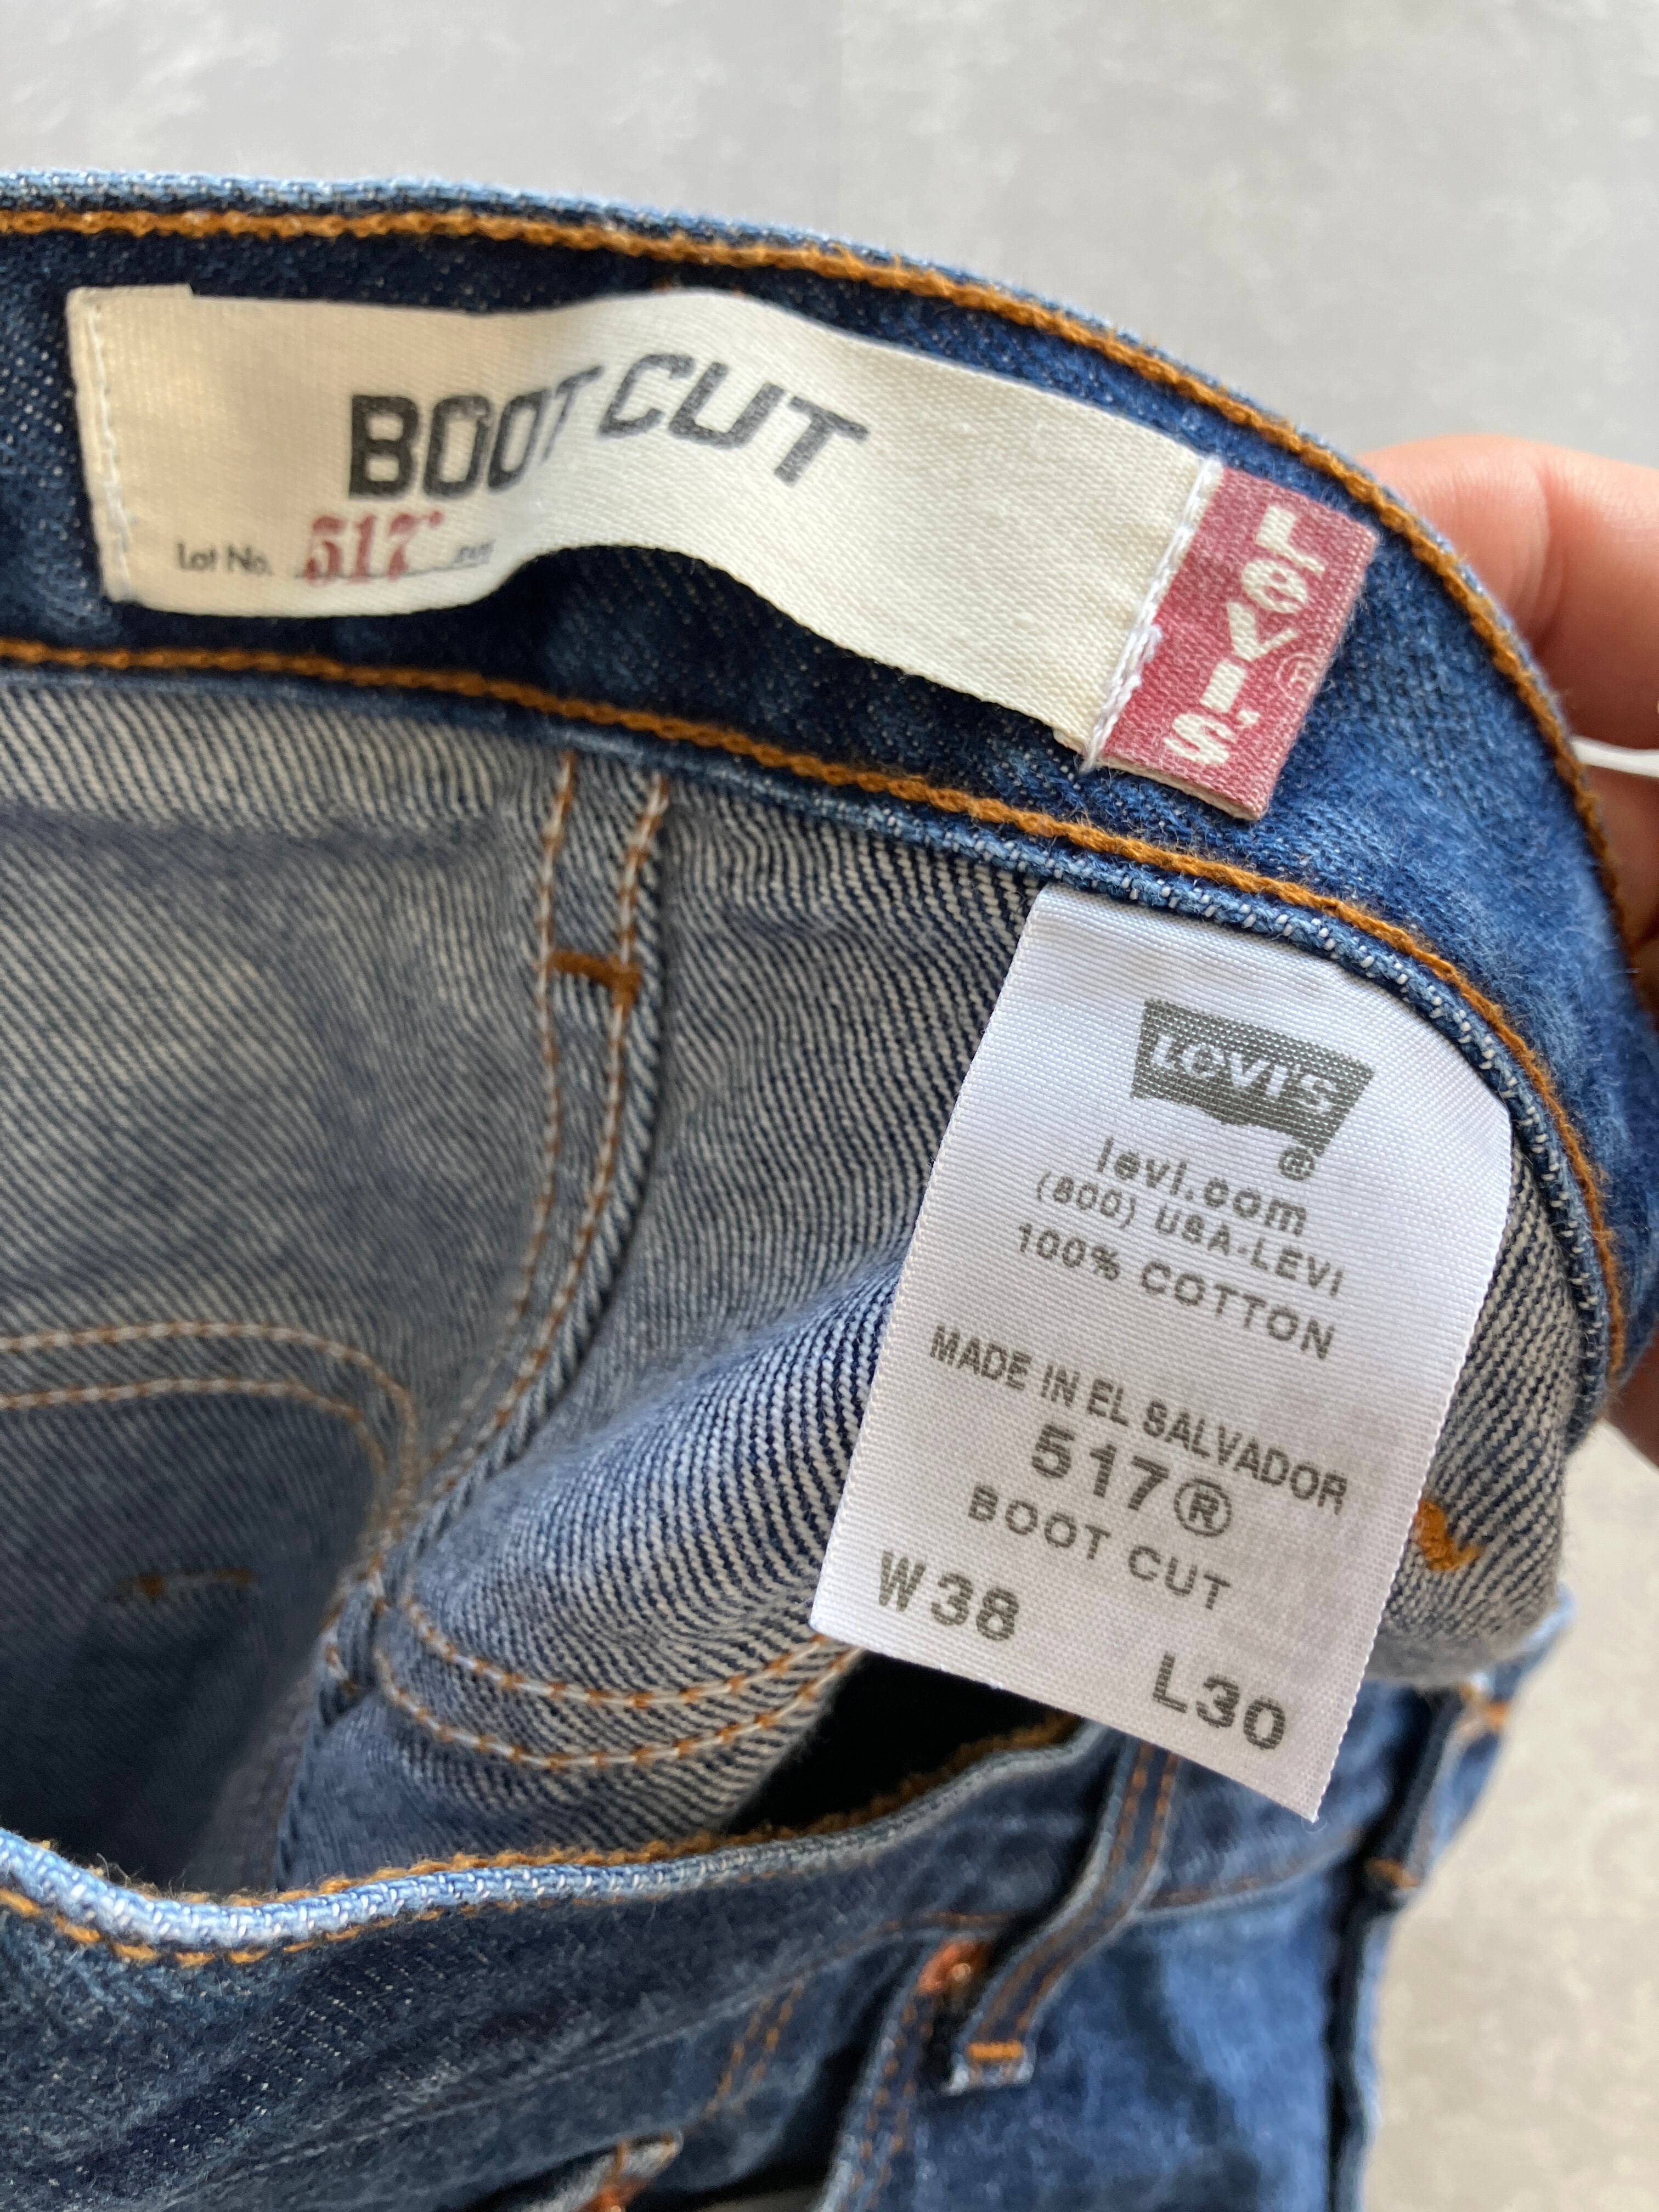 BOOT CUT
Lot No. 517®
Levi's®
Levi's®
levi.com
(800) USA-LEVI
100% COTTON
MADE IN EL SALVADOR
517®
BOOT CUT
W38
L30